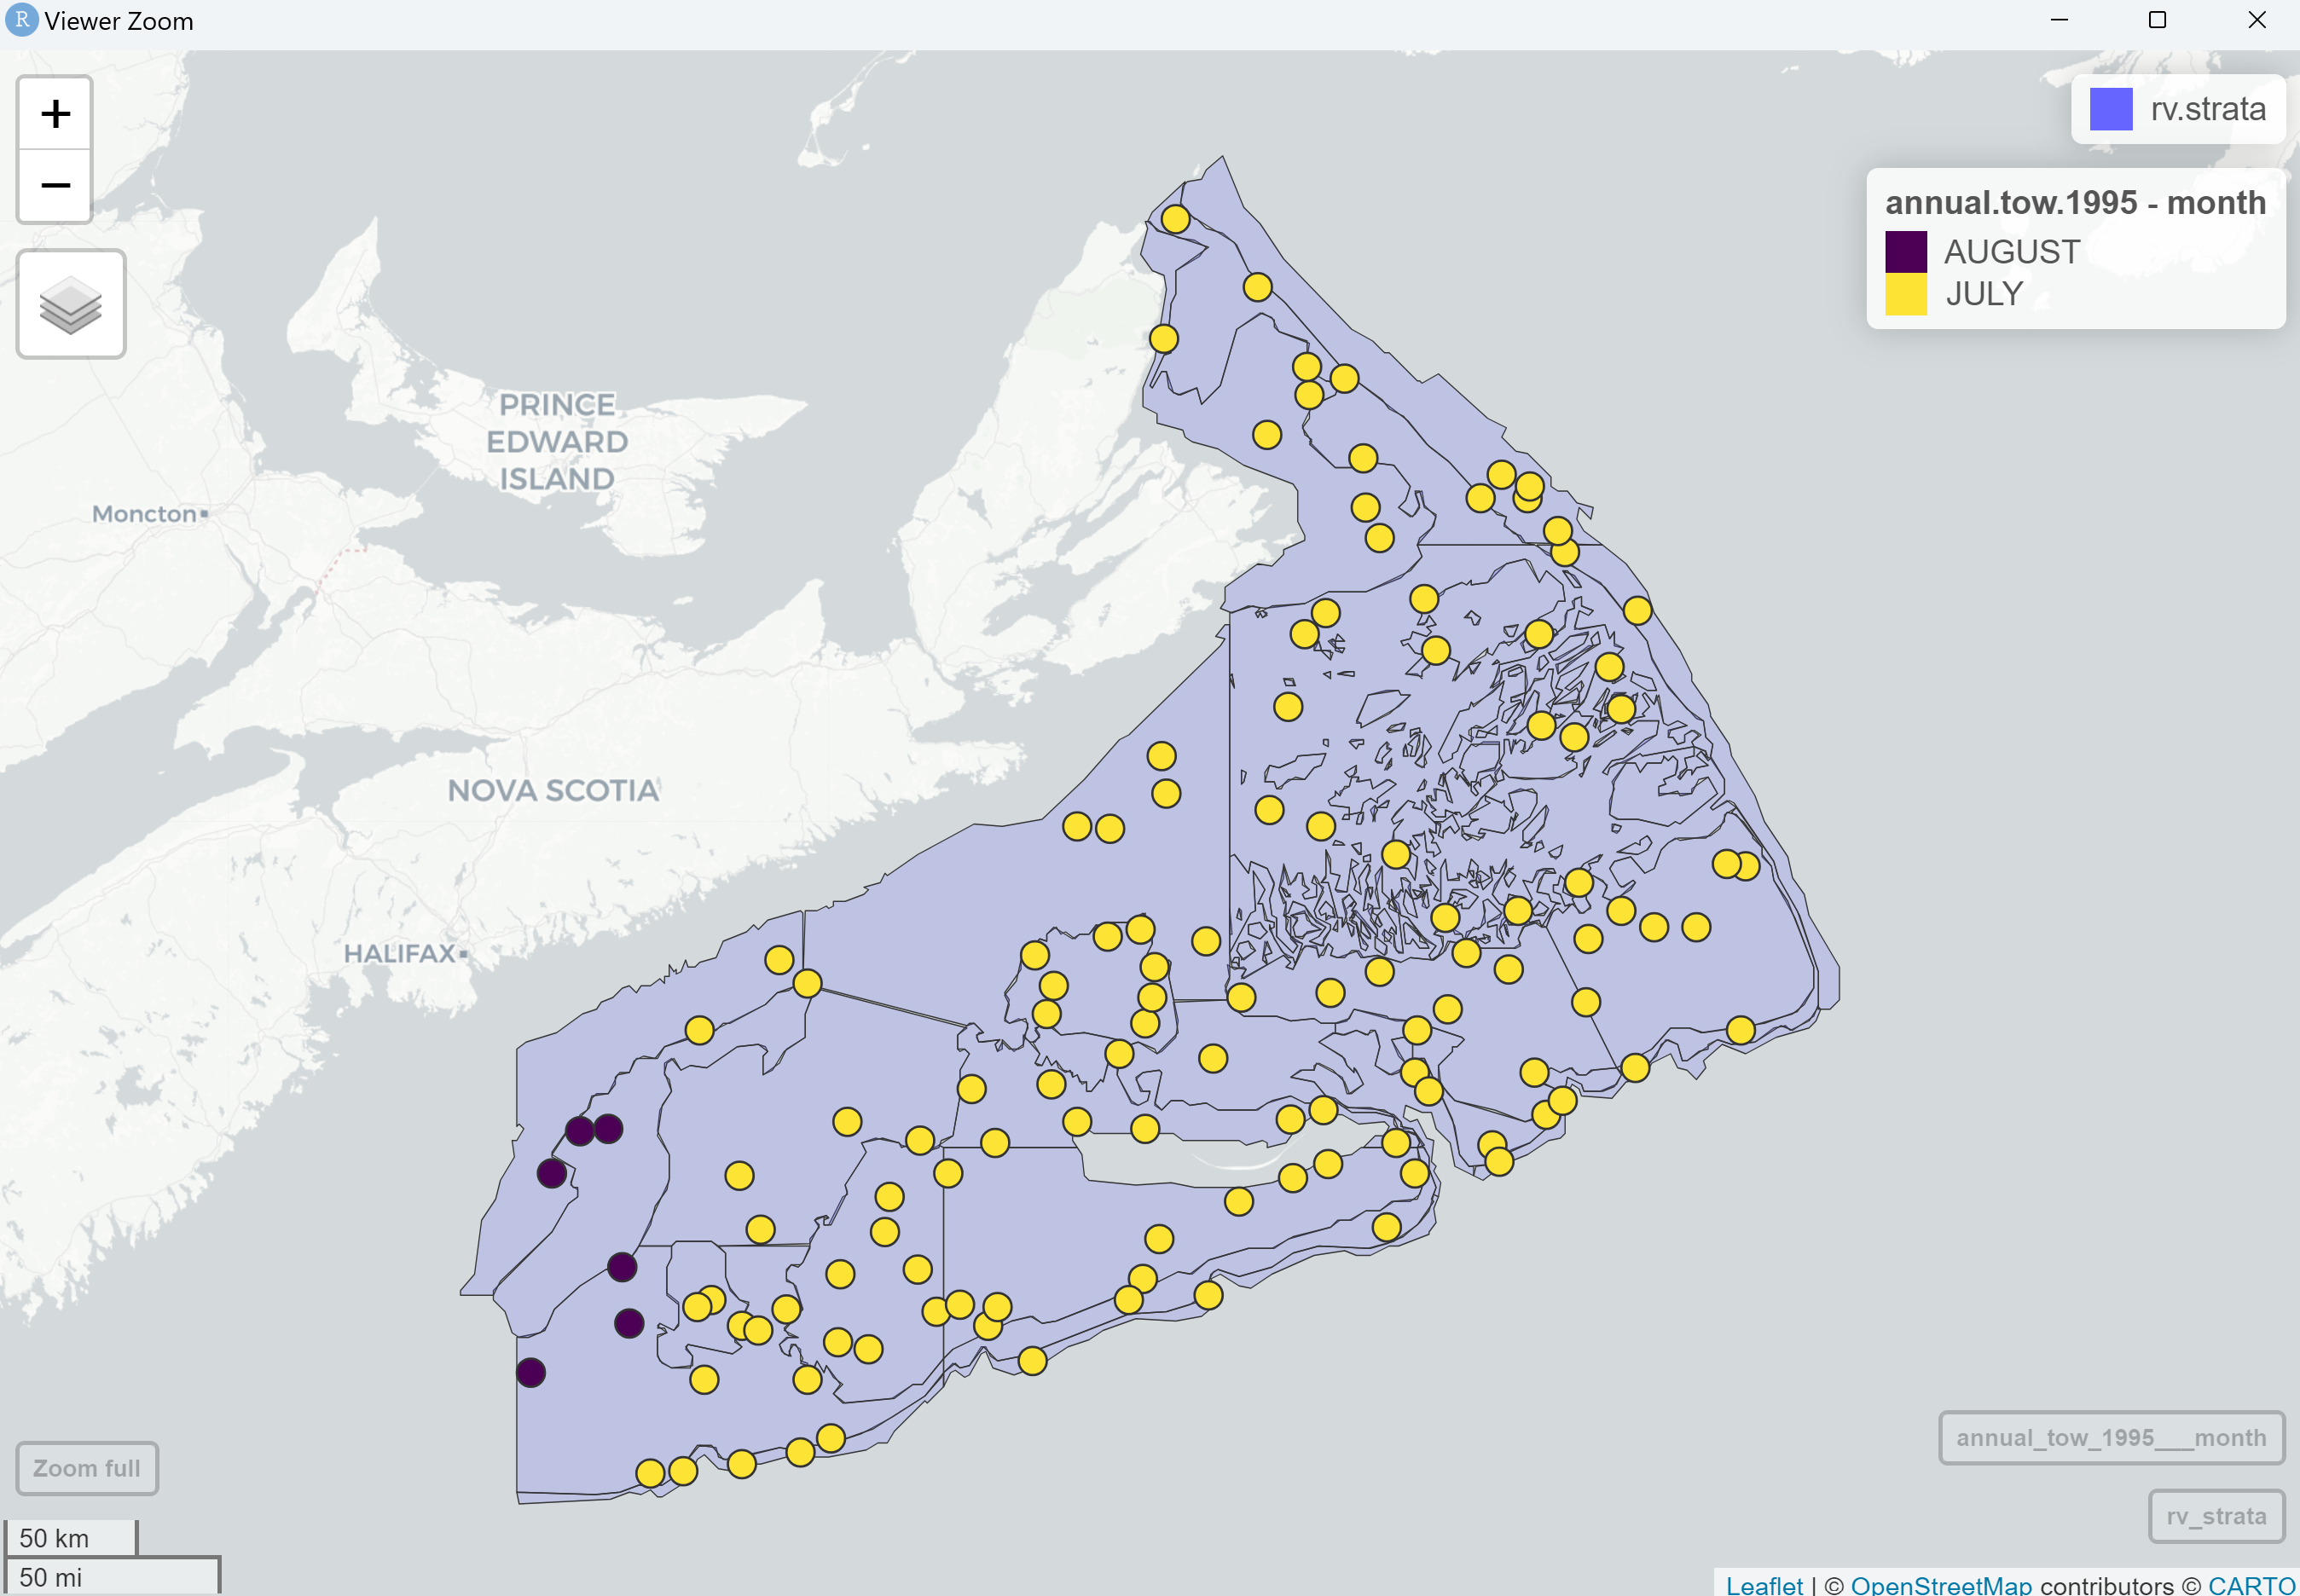 R Viewer Zoom
+
−
rv.strata
annual.tow.1995 - month
AUGUST
JULY
PRINCE
EDWARD
ISLAND
Moncton
NOVA SCOTIA
HALIFAX
Zoom full
annual_tow_1995___month
rv_strata
50 km
50 mi
Leaflet | © OpenStreetMap contributors © CARTO